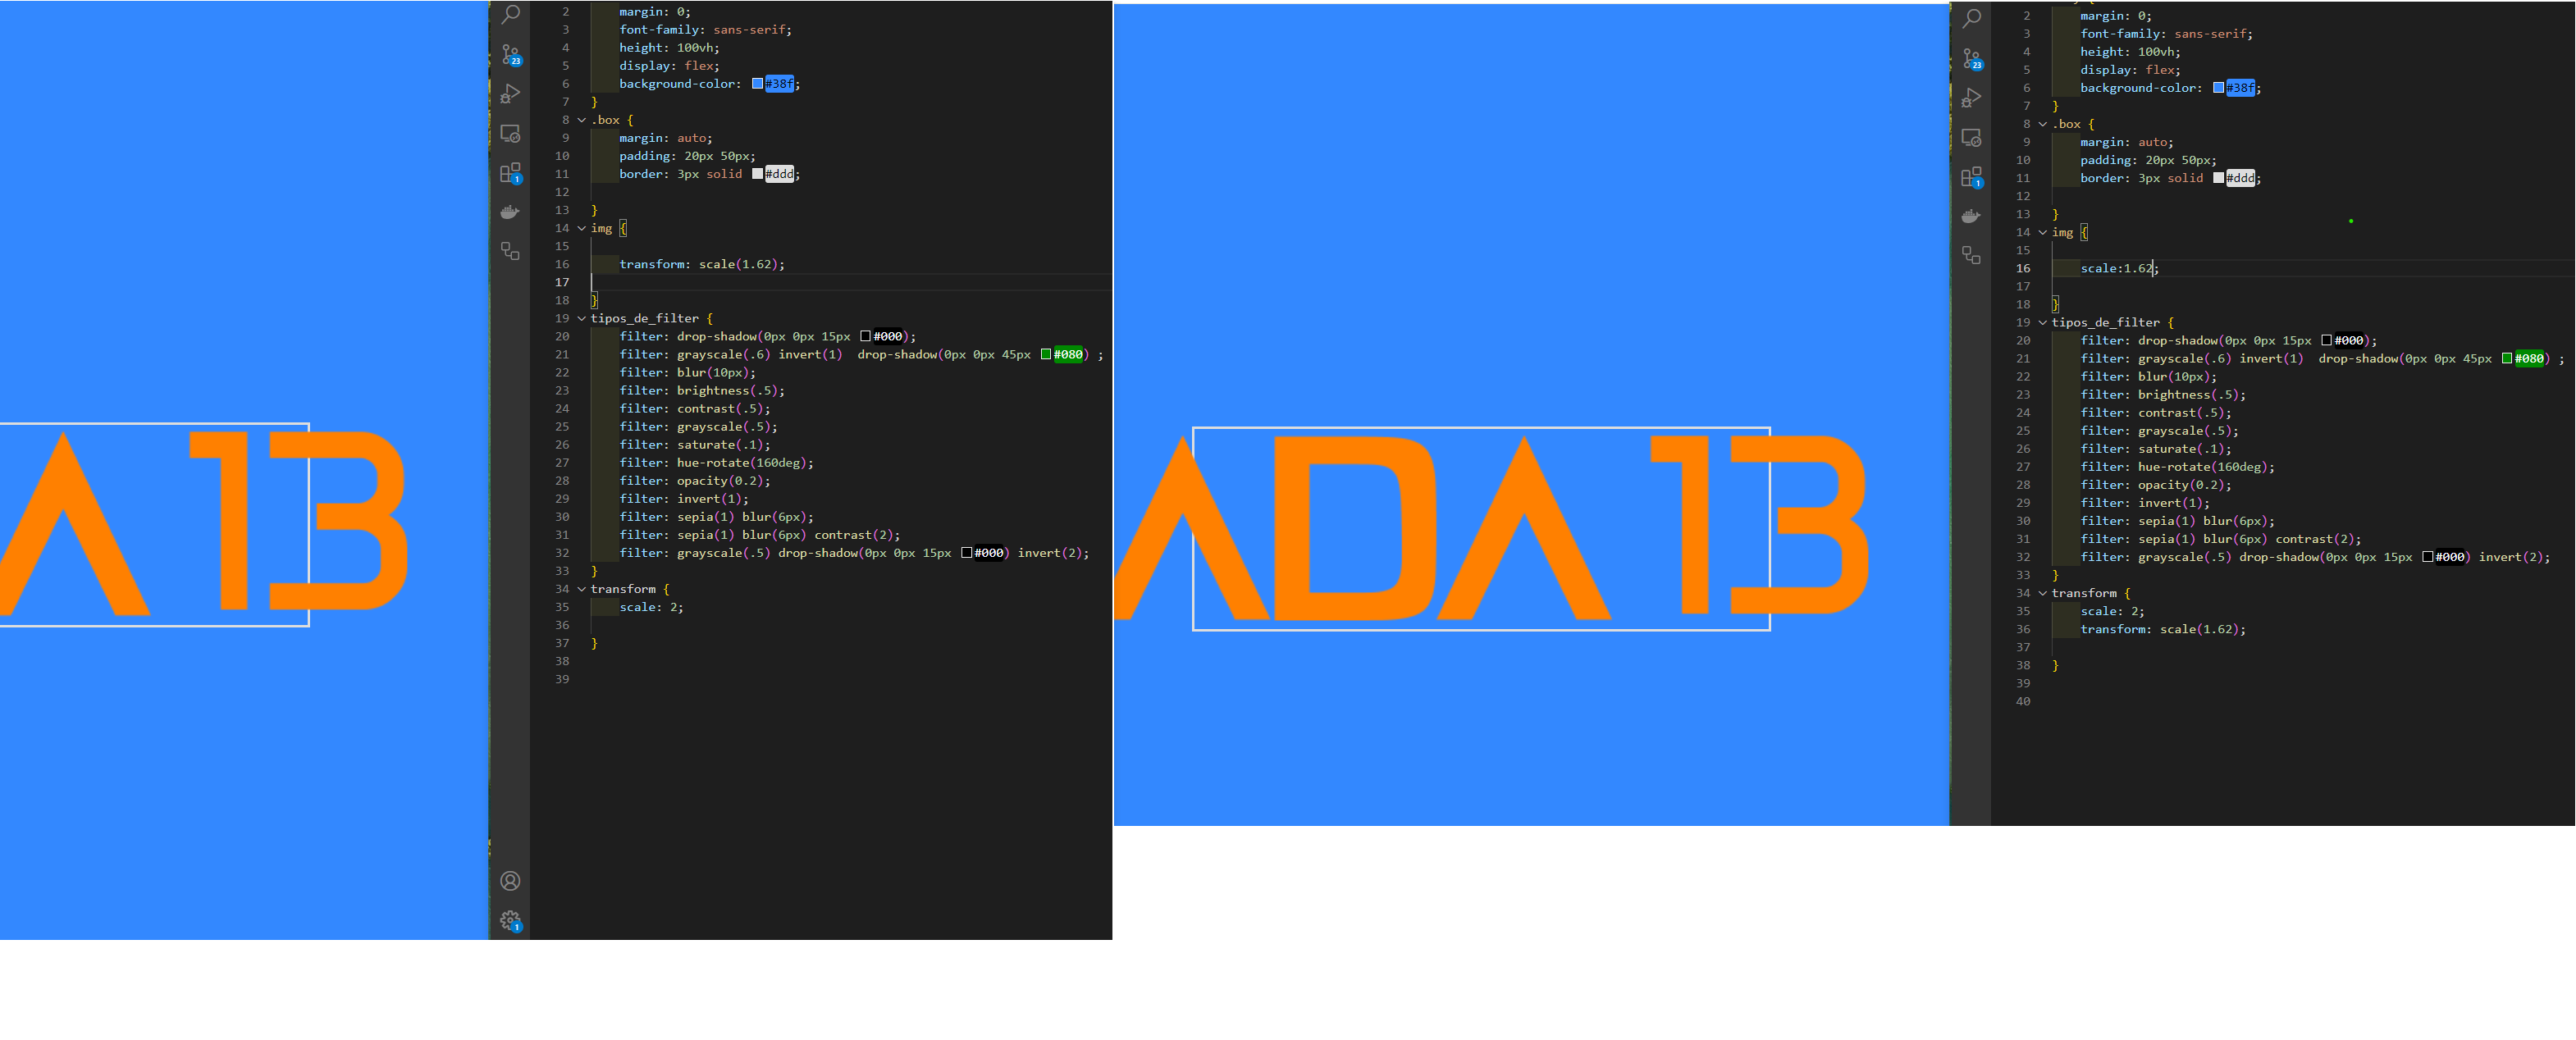 A 13
23
1
1
2 margin: 0;
3 font-family: sans-serif;
4 height: 100vh;
5 display: flex;
6 background-color: #38f;
7 }
8 .box {
9 margin: auto;
10 padding: 20px 50px;
11 border: 3px solid #ddd;
12
13 }
14 img {
15
16 transform: scale(1.62);
17
18 }
19 tipos_de_filter {
20 filter: drop-shadow(0px 0px 15px #000);
21 filter: grayscale(.6) invert(1)  drop-shadow(0px 0px 45px #080) ;
22 filter: blur(10px);
23 filter: brightness(.5);
24 filter: contrast(.5);
25 filter: grayscale(.5);
26 filter: saturate(.1);
27 filter: hue-rotate(160deg);
28 filter: opacity(0.2);
29 filter: invert(1);
30 filter: sepia(1) blur(6px);
31 filter: sepia(1) blur(6px) contrast(2);
32 filter: grayscale(.5) drop-shadow(0px 0px 15px #000) invert(2);
33 }
34 transform {
35 scale: 2;
36
37 }
38
39
ADA 13
23
1
2 margin: 0;
3 font-family: sans-serif;
4 height: 100vh;
5 display: flex;
6 background-color: #38f;
7 }
8 .box {
9 margin: auto;
10 padding: 20px 50px;
11 border: 3px solid #ddd;
12
13 }
14 img {
15
16 scale:1.62;
17
18 }
19 tipos_de_filter {
20 filter: drop-shadow(0px 0px 15px #000);
21 filter: grayscale(.6) invert(1)  drop-shadow(0px 0px 45px #080) ;
22 filter: blur(10px);
23 filter: brightness(.5);
24 filter: contrast(.5);
25 filter: grayscale(.5);
26 filter: saturate(.1);
27 filter: hue-rotate(160deg);
28 filter: opacity(0.2);
29 filter: invert(1);
30 filter: sepia(1) blur(6px);
31 filter: sepia(1) blur(6px) contrast(2);
32 filter: grayscale(.5) drop-shadow(0px 0px 15px #000) invert(2);
33 }
34 transform {
35 scale: 2;
36 transform: scale(1.62);
37
38 }
39
40